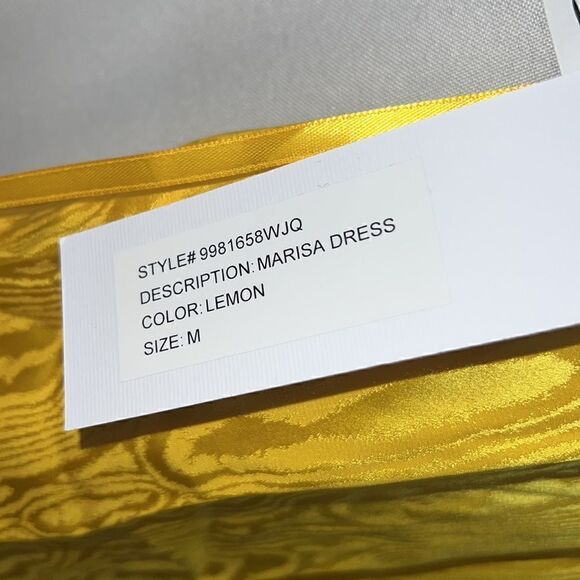 STYLE# 9981658WJQ
DESCRIPTION: MARISA DRESS
COLOR: LEMON
SIZE: M